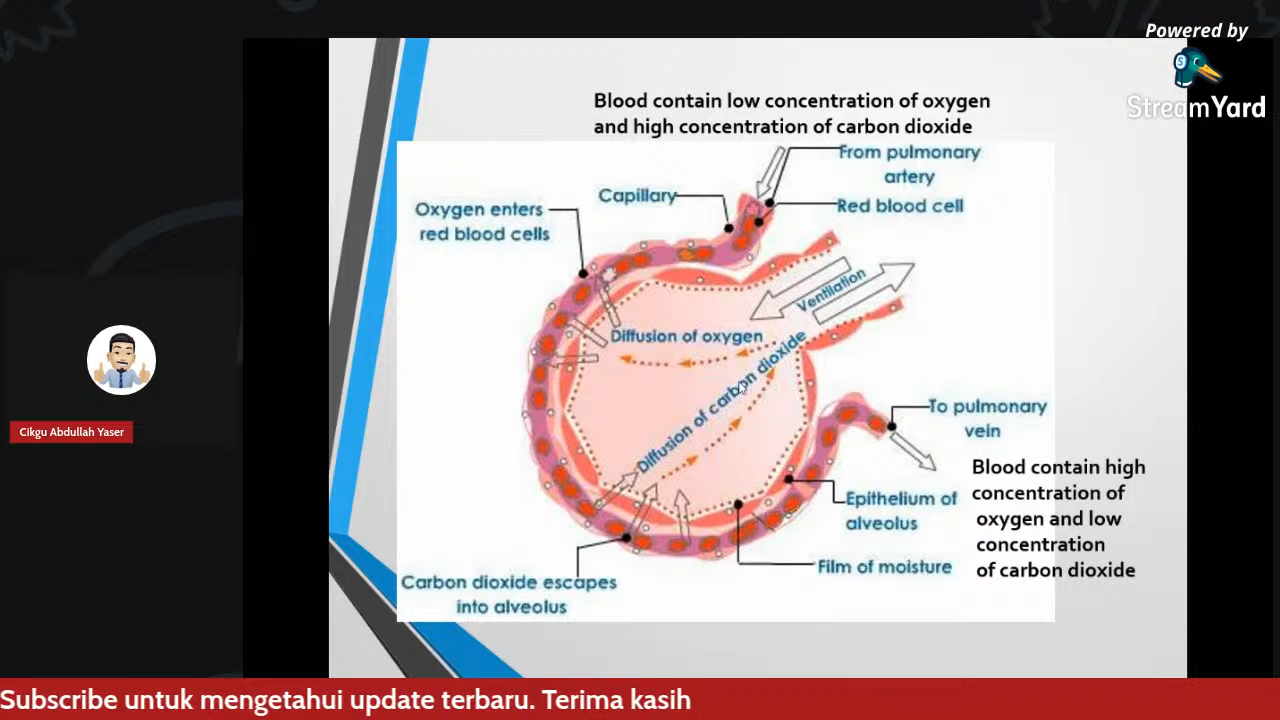 Powered by
StreamYard
Blood contain low concentration of oxygen
and high concentration of carbon dioxide
From pulmonary
artery
Capillary
Red blood cell
Oxygen enters
red blood cells
Ventilation
Diffusion of oxygen
Diffusion of carbon dioxide
To pulmonary
vein
Cikgu Abdullah Yaser
Blood contain high
concentration of
oxygen and low
concentration
of carbon dioxide
Epithelium of
alveolus
Film of moisture
Carbon dioxide escapes
into alveolus
Subscribe untuk mengetahui update terbaru. Terima kasih